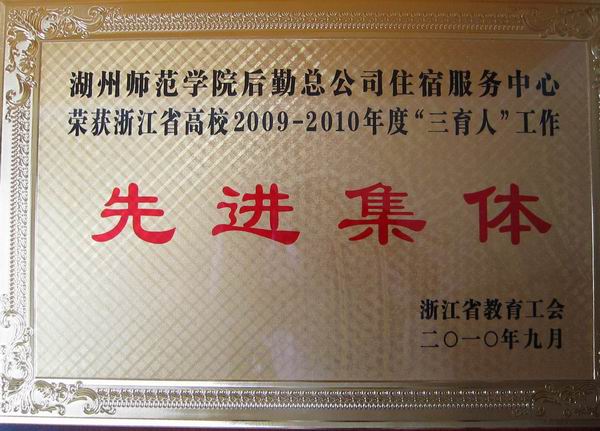 湖州师范学院后勤总公司住宿服务中心
荣获浙江省高校2009-2010年度“三育人”工作
先进集体
浙江省教育工会
二〇一〇年九月